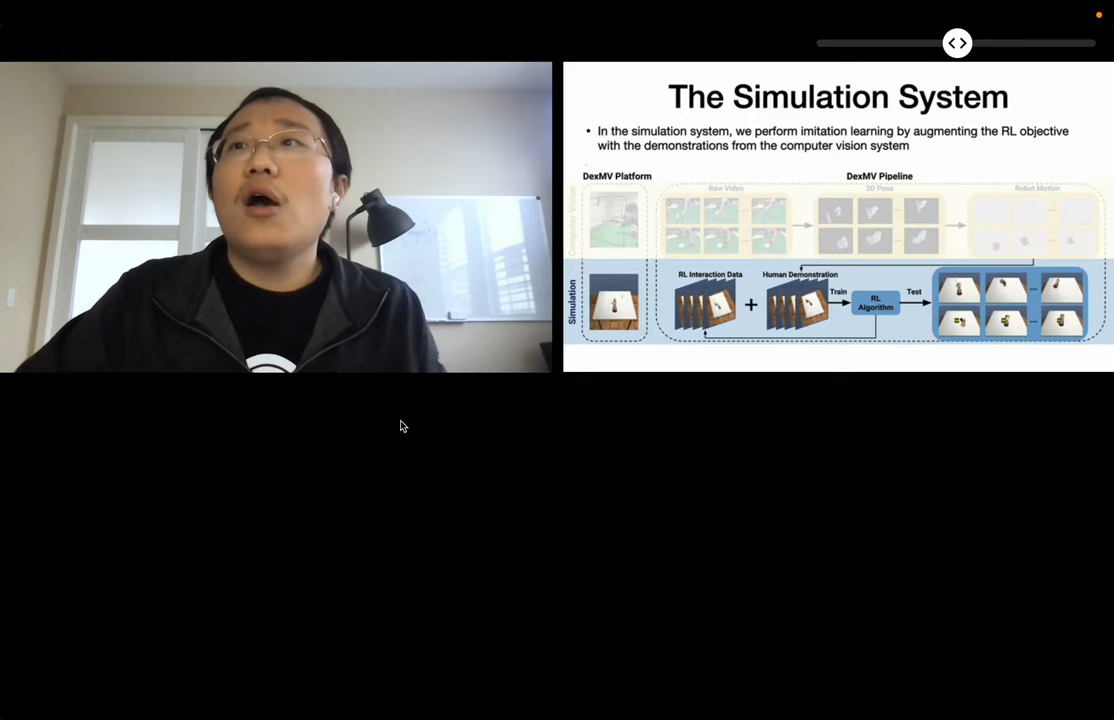 The Simulation System
• In the simulation system, we perform imitation learning by augmenting the RL objective
with the demonstrations from the computer vision system
DexMV Platform
DexMV Pipeline
Computer Vision
Raw Video
3D Pose
Robot Motion
Simulation
RL Interaction Data
Human Demonstration
Train
RL
Algorithm
Test